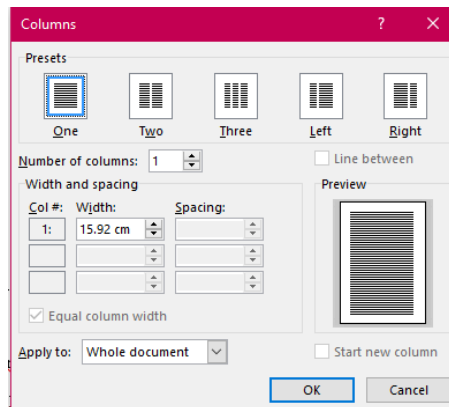 Columns ? ×
Presets
One Two Three Left Right
Number of columns: 1 Line between
Width and spacing Preview
Col #: Width: Spacing:
1: 15.92 cm
Equal column width
Apply to: Whole document Start new column
OK Cancel